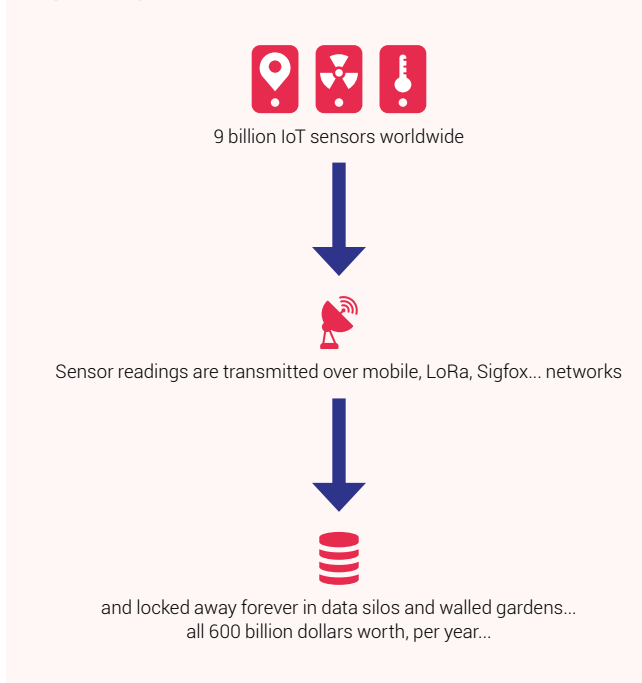 9 billion IoT sensors worldwide
Sensor readings are transmitted over mobile, LoRa, Sigfox... networks
and locked away forever in data silos and walled gardens...
all 600 billion dollars worth, per year...